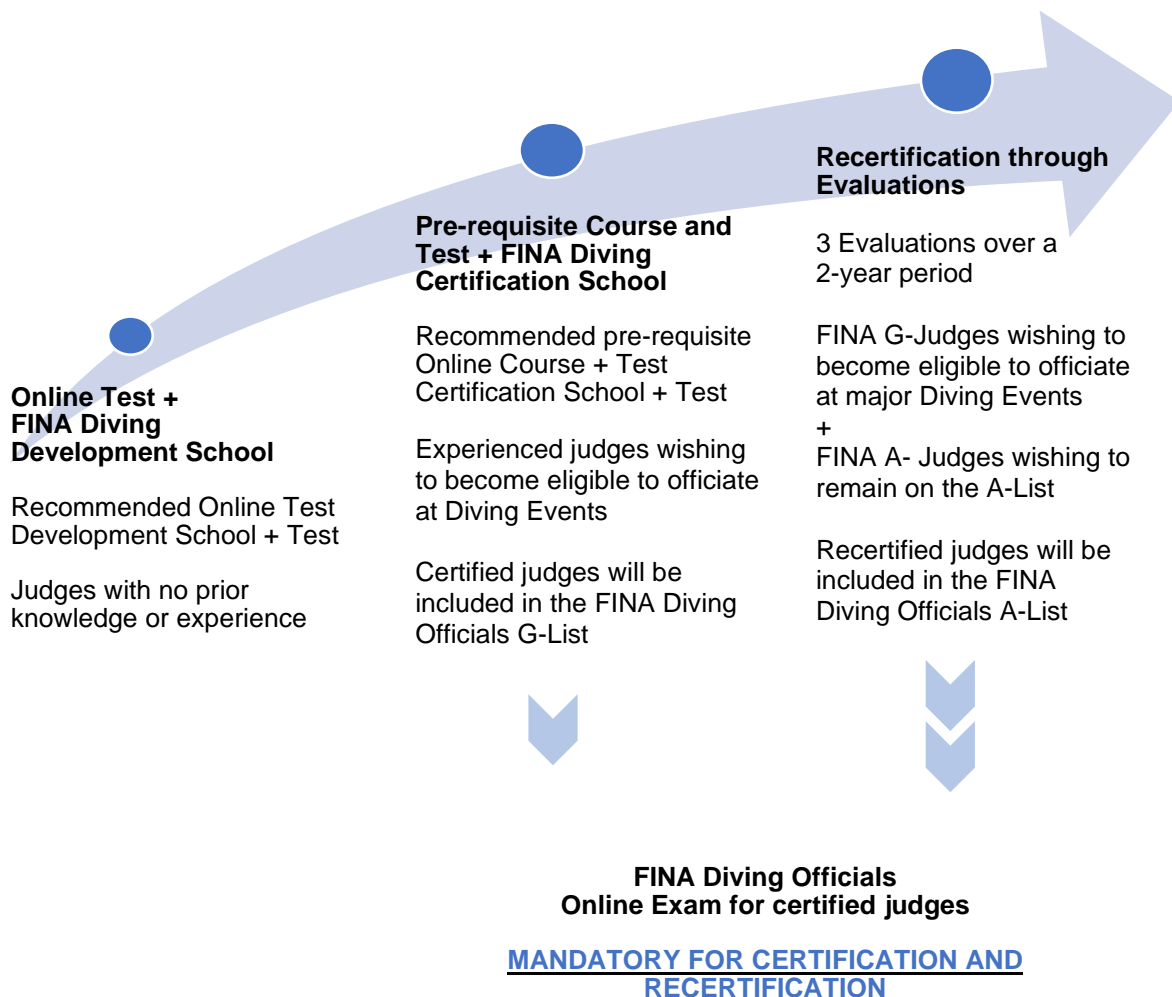 Online Test +
FINA Diving
Development School
Recommended Online Test
Development School + Test
Judges with no prior
knowledge or experience
Pre-requisite Course and
Test + FINA Diving
Certification School
Recommended pre-requisite
Online Course + Test
Certification School + Test
Experienced judges wishing
to become eligible to officiate
at Diving Events
Certified judges will be
included in the FINA Diving
Officials G-List
Recertification through
Evaluations
3 Evaluations over a
2-year period
FINA G-Judges wishing to
become eligible to officiate
at major Diving Events
+
FINA A- Judges wishing to
remain on the A-List
Recertified judges will be
included in the FINA
Diving Officials A-List
FINA Diving Officials
Online Exam for certified judges
MANDATORY FOR CERTIFICATION AND
RECERTIFICATION